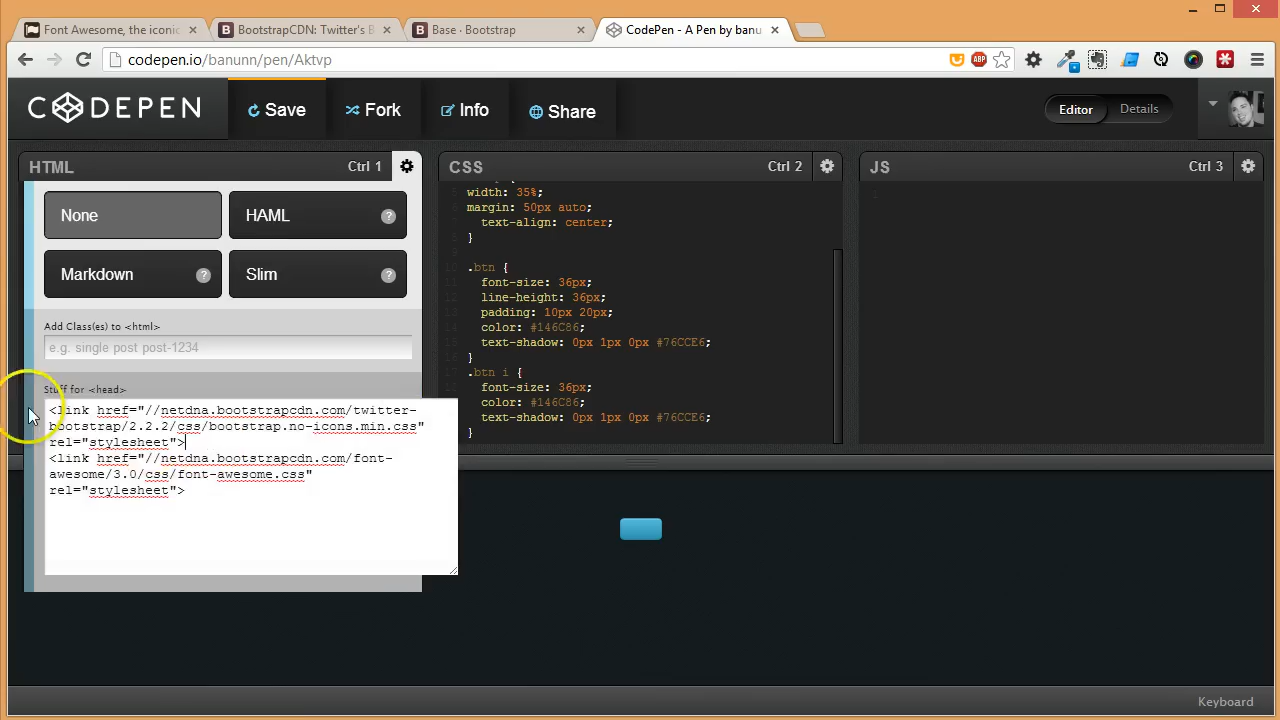 Font Awesome, the iconic
BootstrapCDN: Twitter's B
Base · Bootstrap
CodePen - A Pen by banu
codepen.io/banunn/pen/Aktvp
ABP
CODEPEN
Save
Fork
Info
Share
Editor
Details
HTML
Ctrl 1
None
HAML
?
Markdown
?
Slim
?
Add Class(es) to <html>
e.g. single post post-1234
Stuff for <head>
<link href="//netdna.bootstrapcdn.com/twitter-
bootstrap/2.2.2/css/bootstrap.no-icons.min.css"
rel="stylesheet">
<link href="//netdna.bootstrapcdn.com/font-
awesome/3.0/css/font-awesome.css"
rel="stylesheet">
CSS
Ctrl 2
width: 35%;
margin: 50px auto;
text-align: center;
}
.btn {
font-size: 36px;
line-height: 36px;
padding: 10px 20px;
color: #146C86;
text-shadow: 0px 1px 0px #76CCE6;
}
.btn i {
font-size: 36px;
color: #146C86;
text-shadow: 0px 1px 0px #76CCE6;
}
JS
Ctrl 3
1
Keyboard